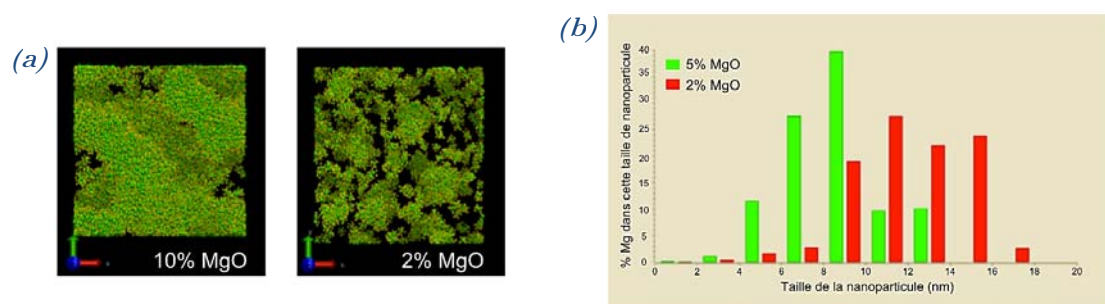 (a)
10% MgO
2% MgO
(b)
% Mg dans cette taille de nanoparticule
40
35
30
25
20
15
10
5
0
5% MgO
2% MgO
0 2 4 6 8 10 12 14 16 18 20
Taille de la nanoparticule (nm)